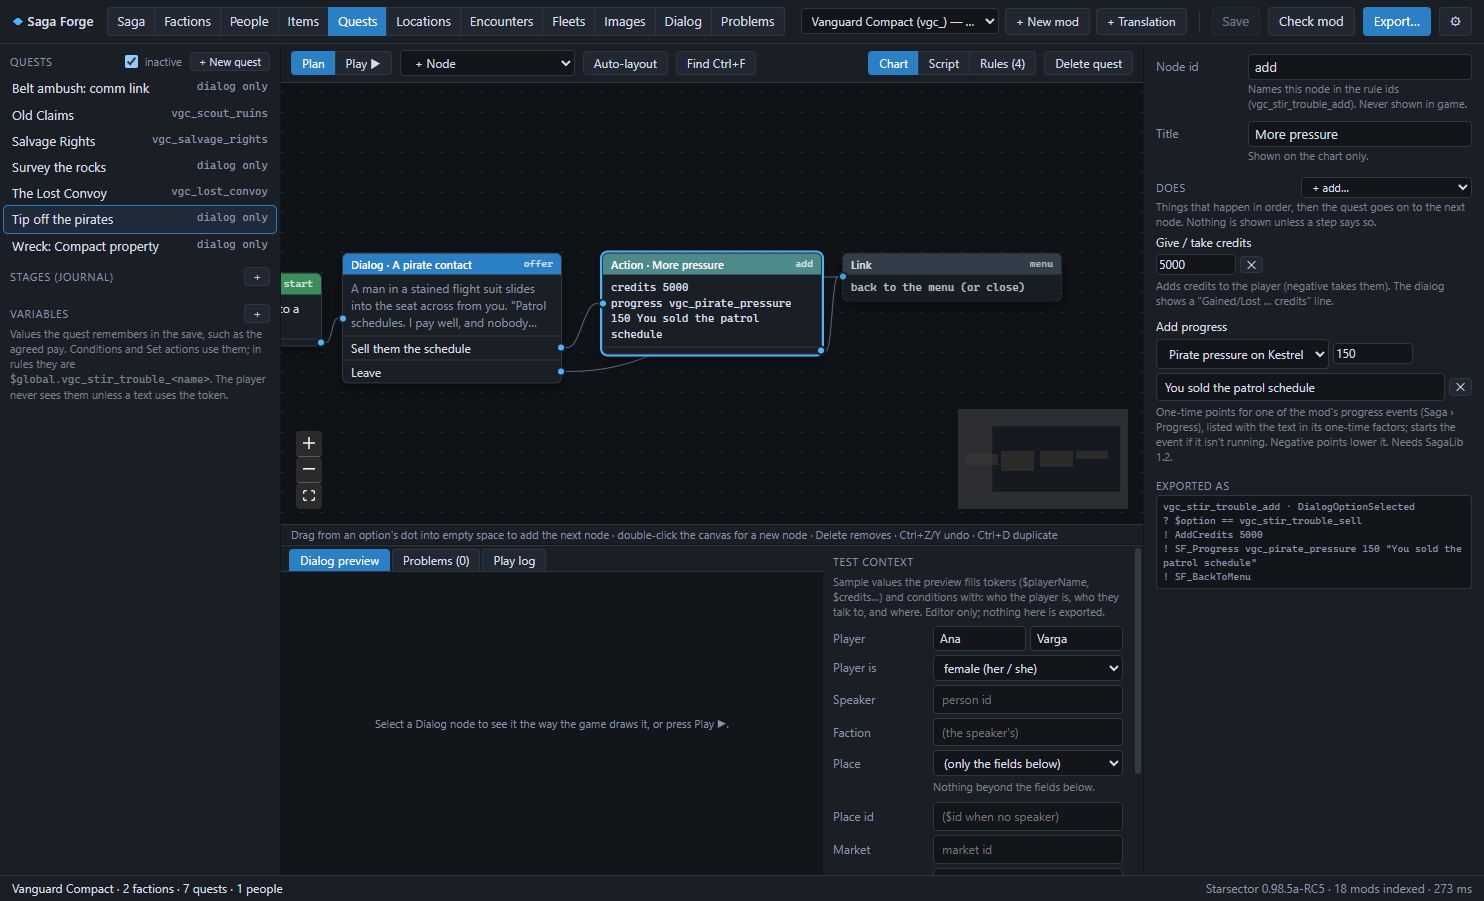 Saga Forge
Saga
Factions
People
Items
Quests
Locations
Encounters
Fleets
Images
Dialog
Problems
Vanguard Compact (vgc_) — ...
+ New mod
+ Translation
Save
Check mod
Export...
QUESTS
inactive
+ New quest
Belt ambush: comm link dialog only
Old Claims vgc_scout_ruins
Salvage Rights vgc_salvage_rights
Survey the rocks dialog only
The Lost Convoy vgc_lost_convoy
Tip off the pirates dialog only
Wreck: Compact property dialog only
STAGES (JOURNAL)
+
VARIABLES
+
Values the quest remembers in the save, such as the
agreed pay. Conditions and Set actions use them; in
rules they are
$global.vgc_stir_trouble_<name>. The player
never sees them unless a text uses the token.
Plan
Play ▶
+ Node
Auto-layout
Find Ctrl+F
Chart
Script
Rules (4)
Delete quest
start
to a
Dialog · A pirate contact offer
A man in a stained flight suit slides
into the seat across from you. "Patrol
schedules. I pay well, and nobody...
Sell them the schedule
Leave
Action · More pressure add
credits 5000
progress vgc_pirate_pressure
150 You sold the patrol
schedule
Link menu
back to the menu (or close)
Drag from an option's dot into empty space to add the next node · double-click the canvas for a new node · Delete removes · Ctrl+Z/Y undo · Ctrl+D duplicate
Dialog preview
Problems (0)
Play log
Select a Dialog node to see it the way the game draws it, or press Play ▶.
TEST CONTEXT
Sample values the preview fills tokens ($playerName,
$credits...) and conditions with: who the player is, who they
talk to, and where. Editor only; nothing here is exported.
Player Ana Varga
Player is female (her / she)
Speaker person id
Faction (the speaker's)
Place (only the fields below)
Nothing beyond the fields below.
Place id ($id when no speaker)
Market market id
Node id add
Names this node in the rule ids
(vgc_stir_trouble_add). Never shown in game.
Title More pressure
Shown on the chart only.
DOES + add...
Things that happen in order, then the quest goes on to the next
node. Nothing is shown unless a step says so.
Give / take credits
5000
Adds credits to the player (negative takes them). The dialog
shows a "Gained/Lost ... credits" line.
Add progress
Pirate pressure on Kestrel 150
You sold the patrol schedule
One-time points for one of the mod's progress events (Saga ›
Progress), listed with the text in its one-time factors; starts the
event if it isn't running. Negative points lower it. Needs SagaLib
1.2.
EXPORTED AS
vgc_stir_trouble_add · DialogOptionSelected
? $option == vgc_stir_trouble_sell
! AddCredits 5000
! SF_Progress vgc_pirate_pressure 150 "You sold the
patrol schedule"
! SF_BackToMenu
Vanguard Compact · 2 factions · 7 quests · 1 people
Starsector 0.98.5a-RC5 · 18 mods indexed · 273 ms